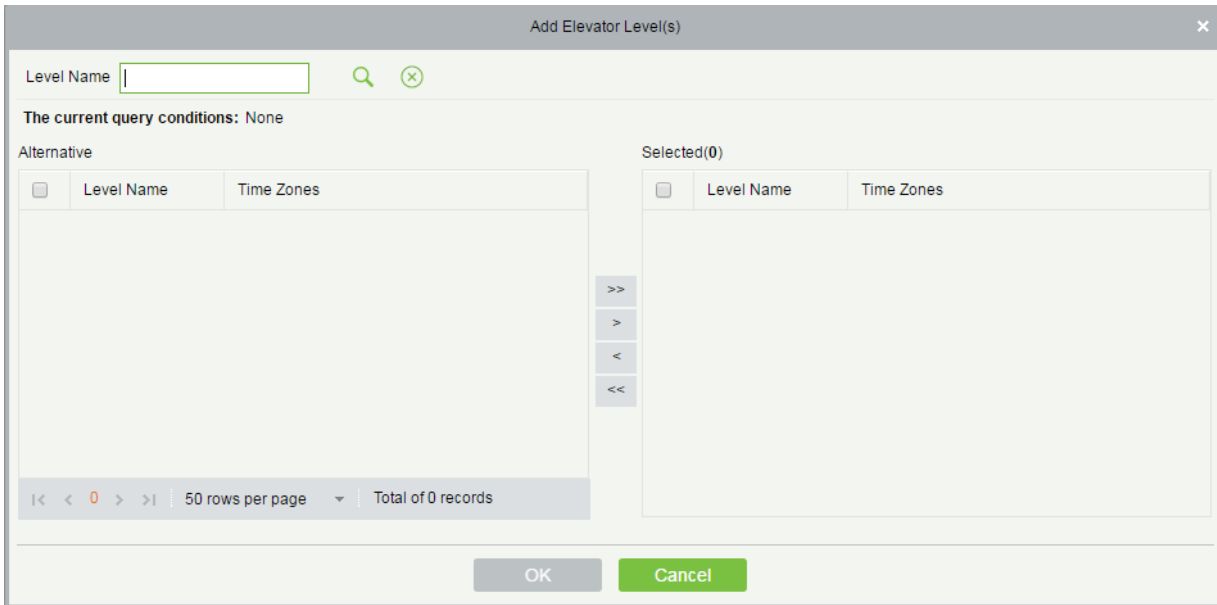 Add Elevator Level(s) ×
Level Name
The current query conditions: None
Alternative
Selected(0)
Level Name Time Zones
Level Name Time Zones
>>
>
<
<<
|< < 0 > >| 50 rows per page Total of 0 records
OK Cancel